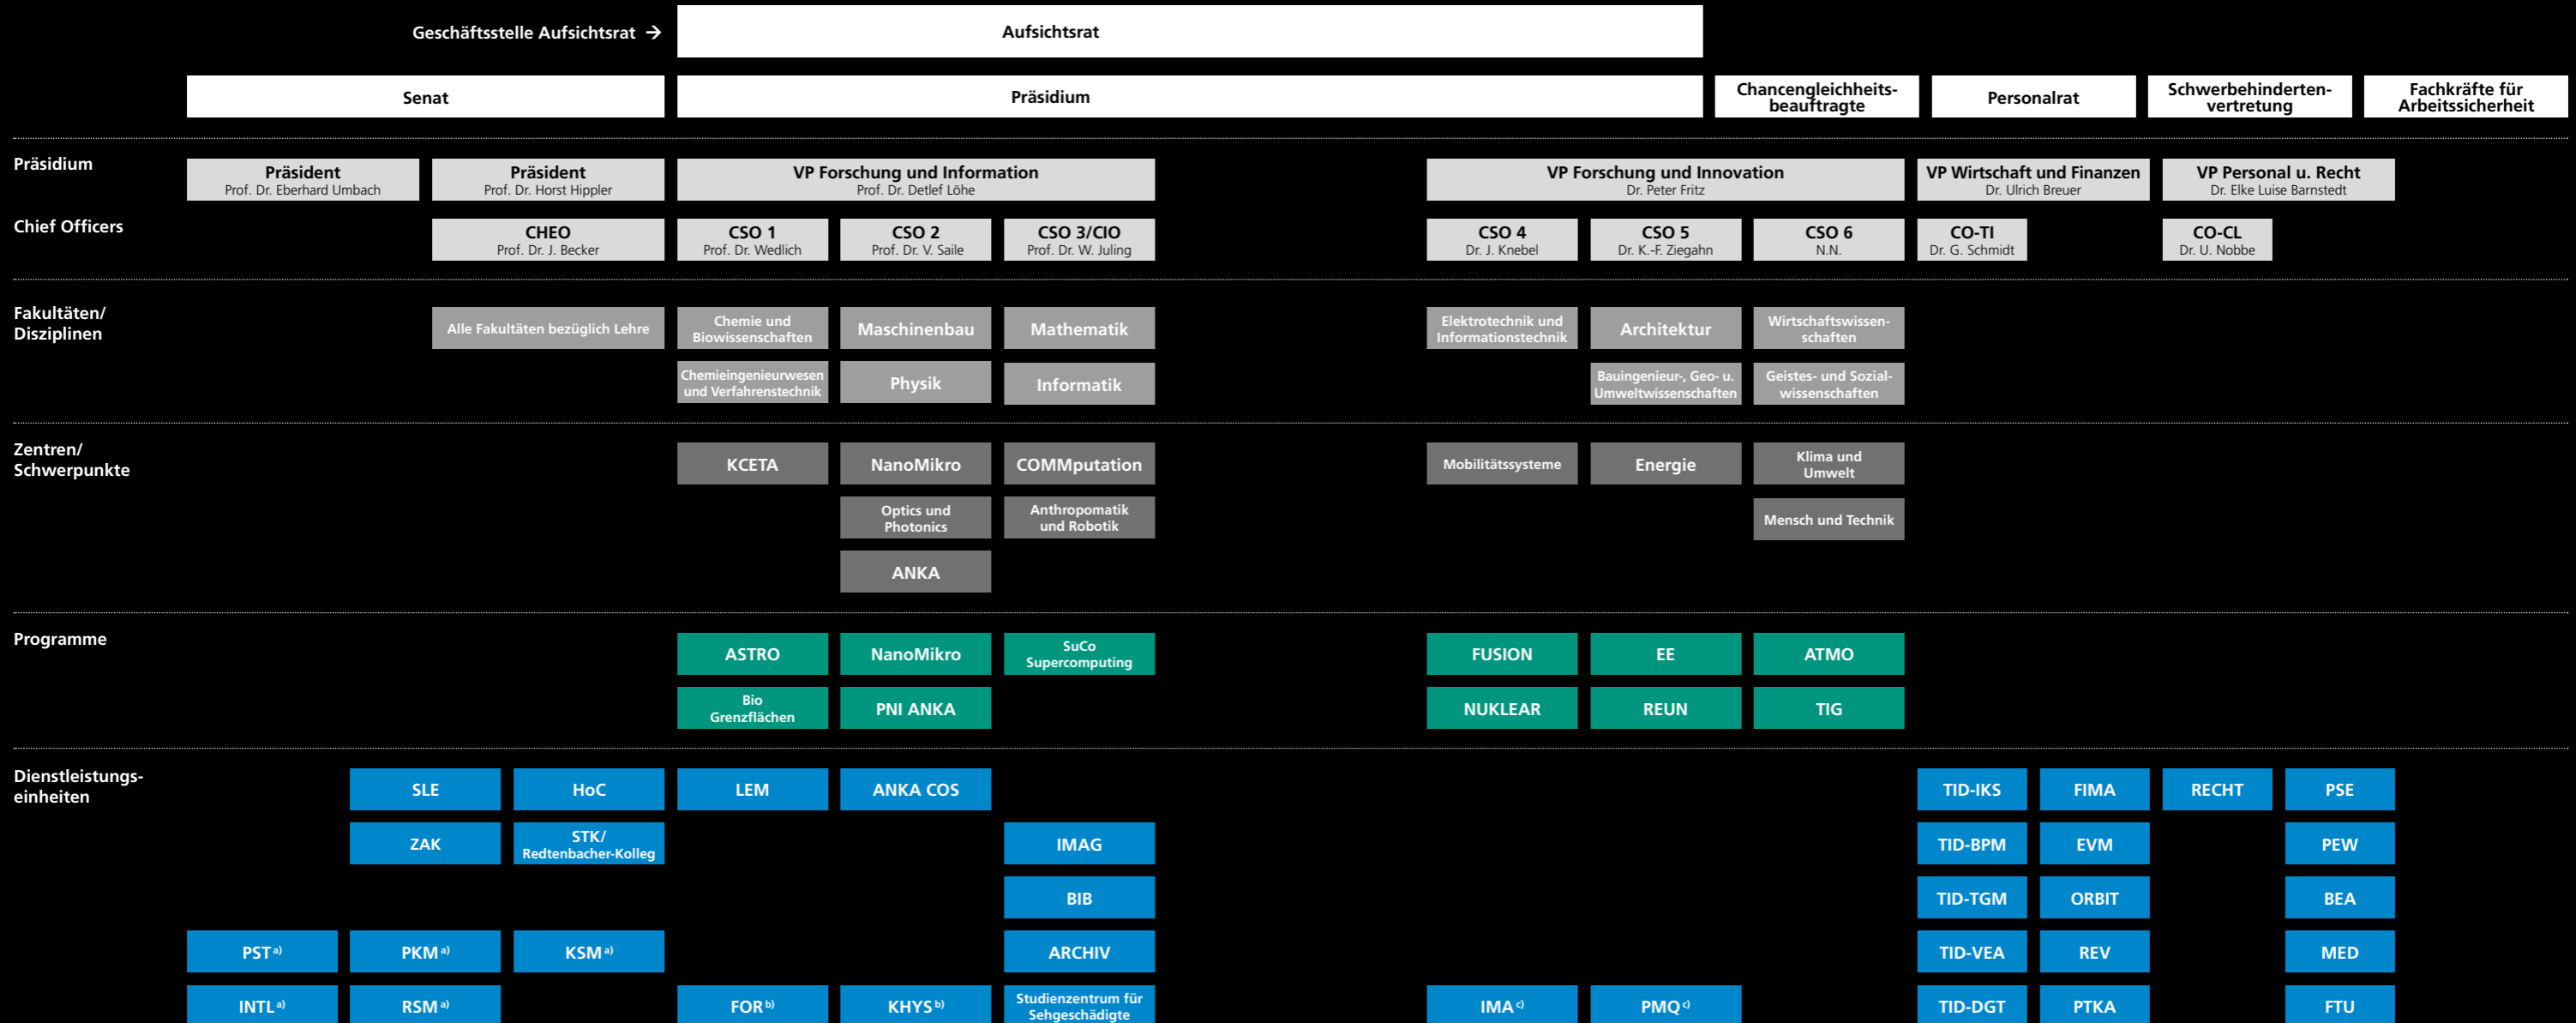 Geschäftsstelle Aufsichtsrat →
Aufsichtsrat
Senat
Präsidium
Chancengleichheits-
beauftragte
Personalrat
Schwerbehinderten-
vertretung
Fachkräfte für
Arbeitssicherheit
Präsidium
Präsident
Prof. Dr. Eberhard Umbach
Präsident
Prof. Dr. Horst Hippler
VP Forschung und Information
Prof. Dr. Detlef Löhe
VP Forschung und Innovation
Dr. Peter Fritz
VP Wirtschaft und Finanzen
Dr. Ulrich Breuer
VP Personal u. Recht
Dr. Elke Luise Barnstedt
Chief Officers
CHEO
Prof. Dr. J. Becker
CSO 1
Prof. Dr. Wedlich
CSO 2
Prof. Dr. V. Saile
CSO 3/CIO
Prof. Dr. W. Juling
CSO 4
Dr. J. Knebel
CSO 5
Dr. K.-F. Ziegahn
CSO 6
N.N.
CO-TI
Dr. G. Schmidt
CO-CL
Dr. U. Nobbe
Fakultäten/
Disziplinen
Alle Fakultäten bezüglich Lehre
Chemie und
Biowissenschaften
Maschinenbau
Mathematik
Elektrotechnik und
Informationstechnik
Architektur
Wirtschaftswissen-
schaften
Chemieingenieurwesen
und Verfahrenstechnik
Physik
Informatik
Bauingenieur-, Geo- u.
Umweltwissenschaften
Geistes- und Sozial-
wissenschaften
Zentren/
Schwerpunkte
KCETA
NanoMikro
COMMputation
Mobilitätssysteme
Energie
Klima und
Umwelt
Optics und
Photonics
Anthropomatik
und Robotik
Mensch und Technik
ANKA
Programme
ASTRO
NanoMikro
SuCo
Supercomputing
FUSION
EE
ATMO
Bio
Grenzflächen
PNI ANKA
NUKLEAR
REUN
TIG
Dienstleistungs-
einheiten
SLE
HoC
LEM
ANKA COS
TID-IKS
FIMA
RECHT
PSE
ZAK
STK/
Redtenbacher-Kolleg
IMAG
TID-BPM
EVM
PEW
BIB
TID-TGM
ORBIT
BEA
PST a)
PKM a)
KSM a)
ARCHIV
TID-VEA
REV
MED
INTL a)
RSM a)
FOR b)
KHYS b)
Studienzentrum für
Sehgeschädigte
IMA c)
PMQ c)
TID-DGT
PTKA
FTU